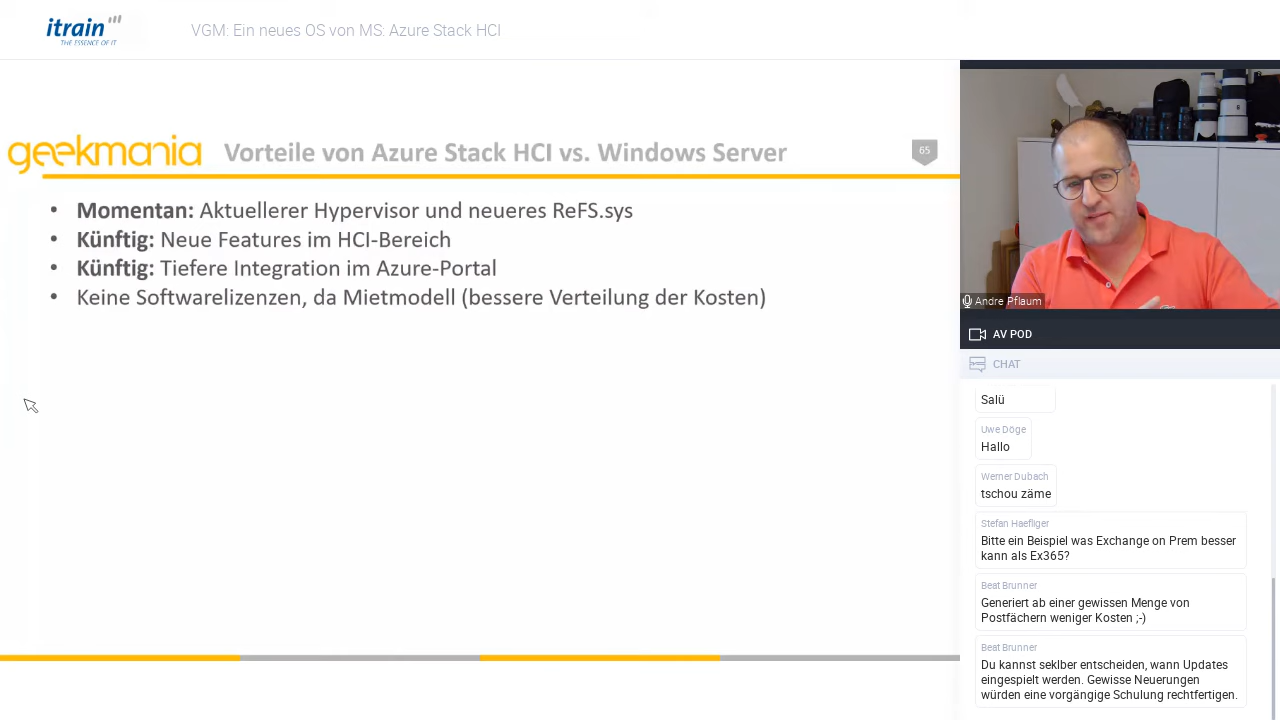 itrain
THE ESSENCE OF IT
VGM: Ein neues OS von MS: Azure Stack HCI
geekmania
Vorteile von Azure Stack HCI vs. Windows Server
65
• Momentan: Aktuellerer Hypervisor und neueres ReFS.sys
• Künftig: Neue Features im HCI-Bereich
• Künftig: Tiefere Integration im Azure-Portal
• Keine Softwarelizenzen, da Mietmodell (bessere Verteilung der Kosten)
Andre Pflaum
AV POD
CHAT
Salü
Uwe Döge
Hallo
Werner Dubach
tschou zäme
Stefan Haefliger
Bitte ein Beispiel was Exchange on Prem besser
kann als Ex365?
Beat Brunner
Generiert ab einer gewissen Menge von
Postfächern weniger Kosten ;-)
Beat Brunner
Du kannst seklber entscheiden, wann Updates
eingespielt werden. Gewisse Neuerungen
würden eine vorgängige Schulung rechtfertigen.